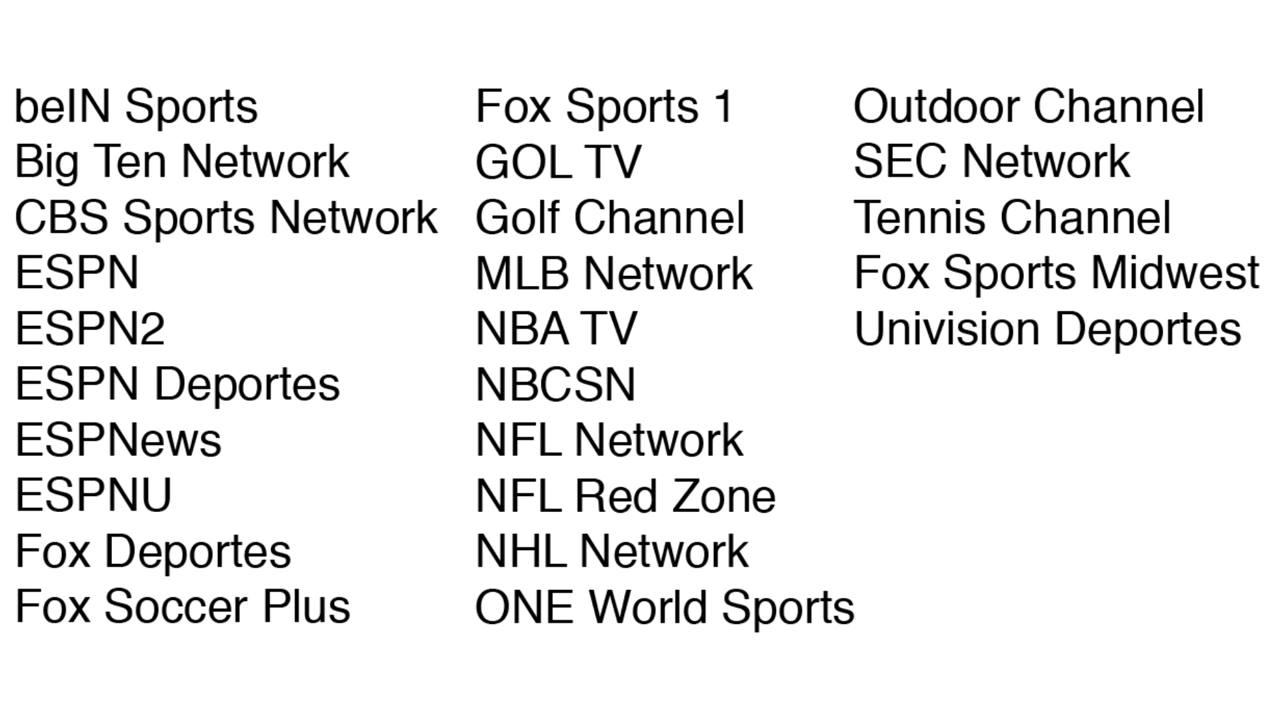 beIN Sports
Big Ten Network
CBS Sports Network
ESPN
ESPN2
ESPN Deportes
ESPNews
ESPNU
Fox Deportes
Fox Soccer Plus
Fox Sports 1
GOL TV
Golf Channel
MLB Network
NBA TV
NBCSN
NFL Network
NFL Red Zone
NHL Network
ONE World Sports
Outdoor Channel
SEC Network
Tennis Channel
Fox Sports Midwest
Univision Deportes